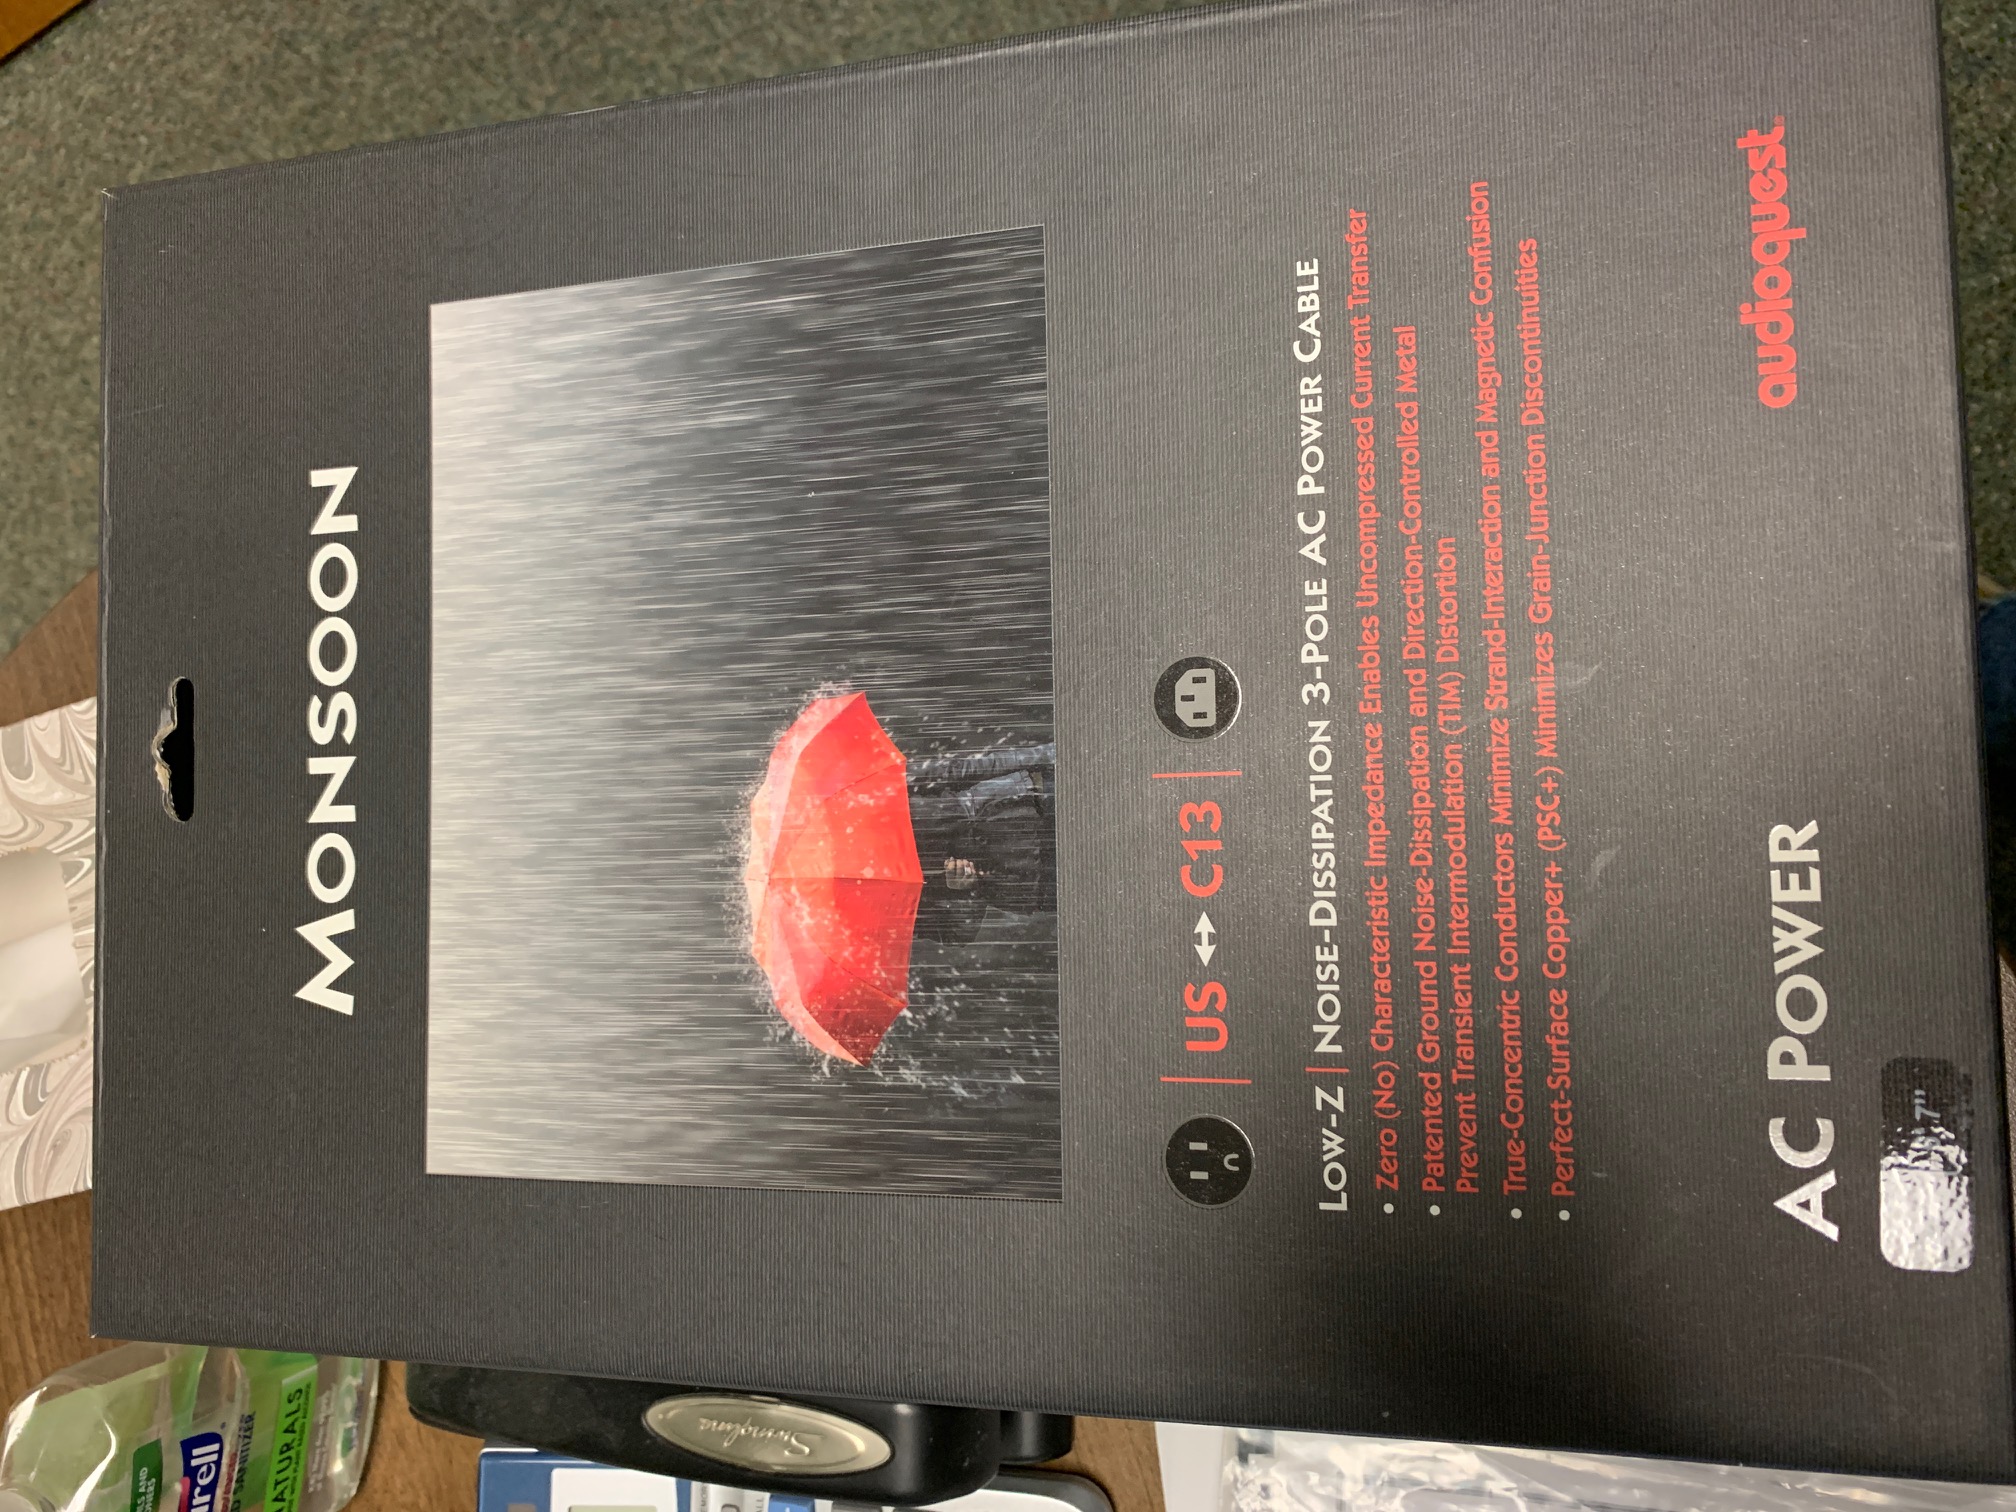 NATURALS
Swingline
MONSOON
US ↔ C13
LOW-Z | NOISE-DISSIPATION 3-POLE AC POWER CABLE
• Zero (No) Characteristic Impedance Enables Uncompressed Current Transfer
• Patented Ground Noise-Dissipation and Direction-Controlled Metal
Prevent Transient Intermodulation (TIM) Distortion
• True-Concentric Conductors Minimize Strand-Interaction and Magnetic Confusion
• Perfect-Surface Copper+ (PSC+) Minimizes Grain-Junction Discontinuities
AC POWER
audioquest
7"